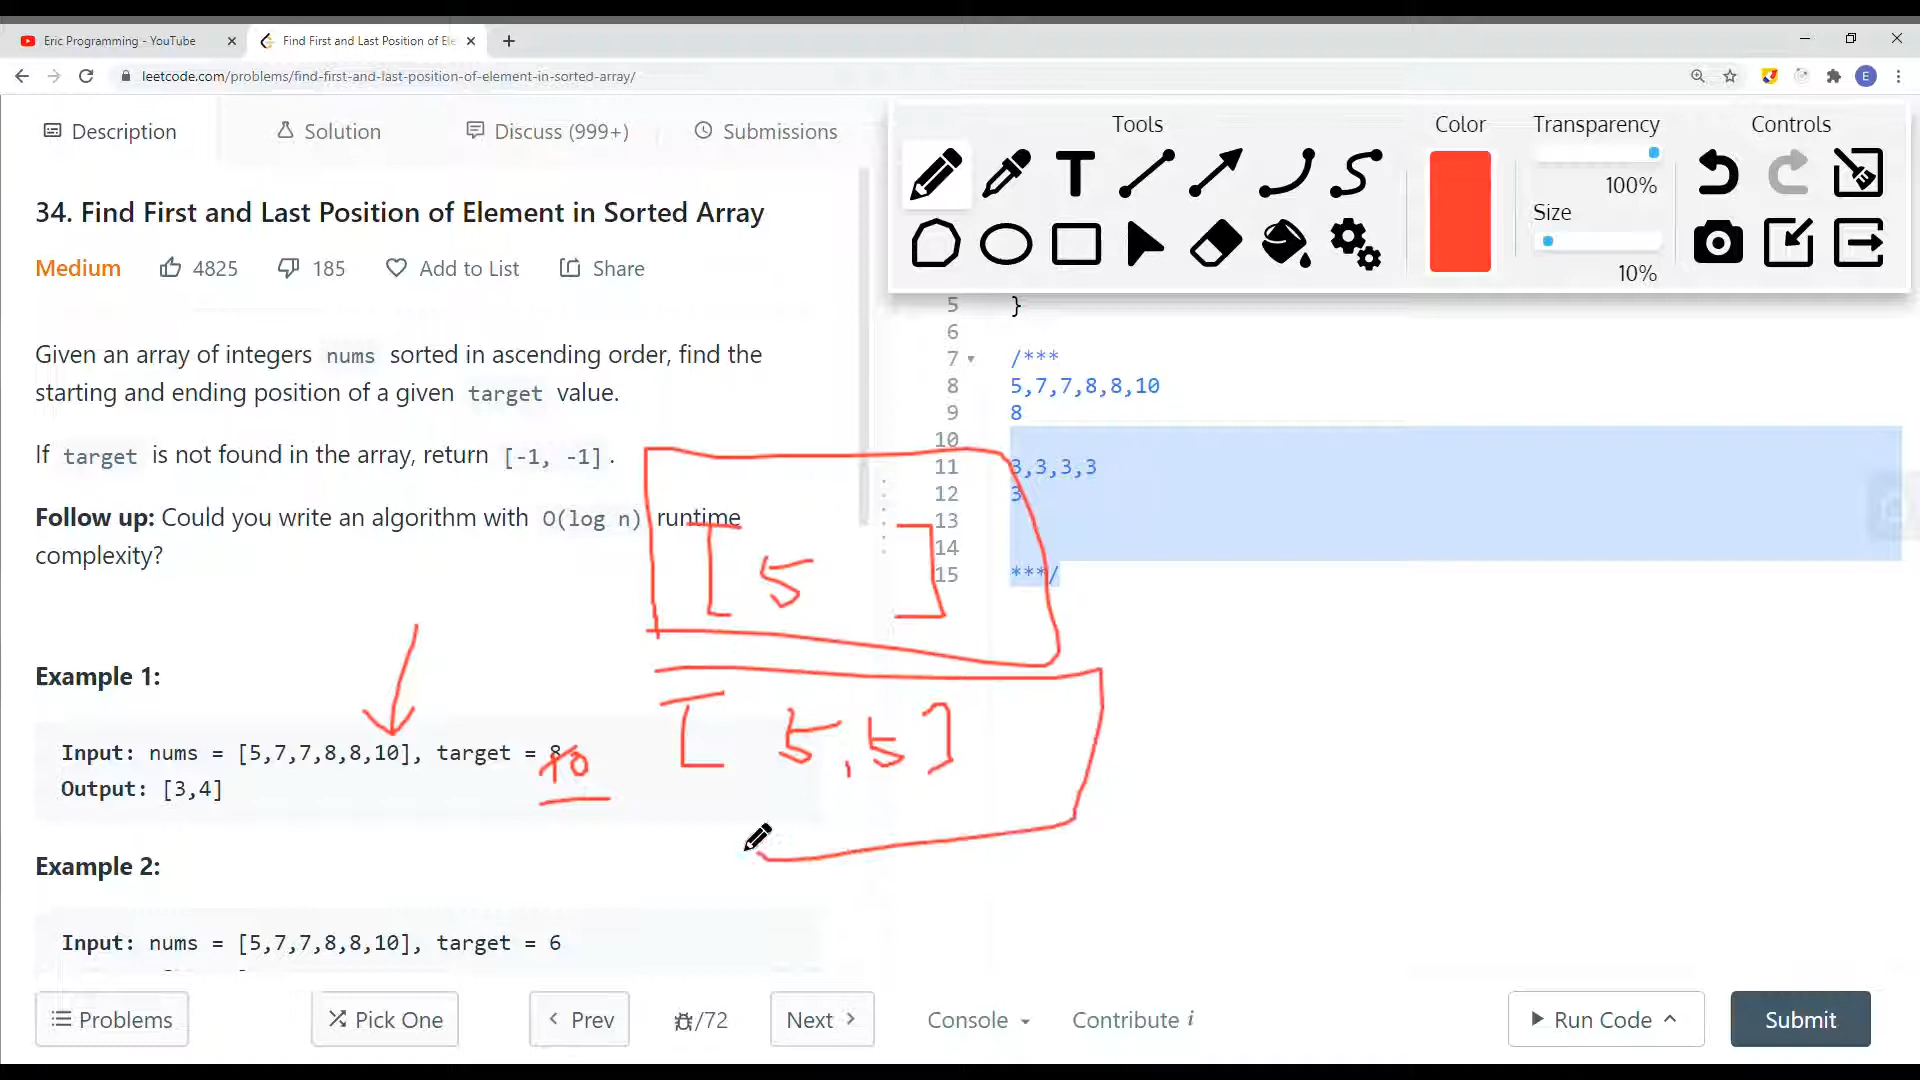 Eric Programming - YouTube
Find First and Last Position of Ele
leetcode.com/problems/find-first-and-last-position-of-element-in-sorted-array/
E
Description
Solution
Discuss (999+)
Submissions
Tools
Color
Transparency
Controls
100%
Size
10%
T
34. Find First and Last Position of Element in Sorted Array
Medium
4825
185
Add to List
Share
Given an array of integers nums sorted in ascending order, find the
starting and ending position of a given target value.
If target is not found in the array, return [-1, -1].
Follow up: Could you write an algorithm with O(log n) runtime
complexity?
Example 1:
Input: nums = [5,7,7,8,8,10], target = 8
Output: [3,4]
10
Example 2:
Input: nums = [5,7,7,8,8,10], target = 6
[ 5 ]
[ 5,5]
5 }
6
7 /***
8 5,7,7,8,8,10
9 8
10
11 3,3,3,3
12 3
13
14
15 ***/
Problems
Pick One
Prev
/72
Next
Console
Contribute i
Run Code
Submit